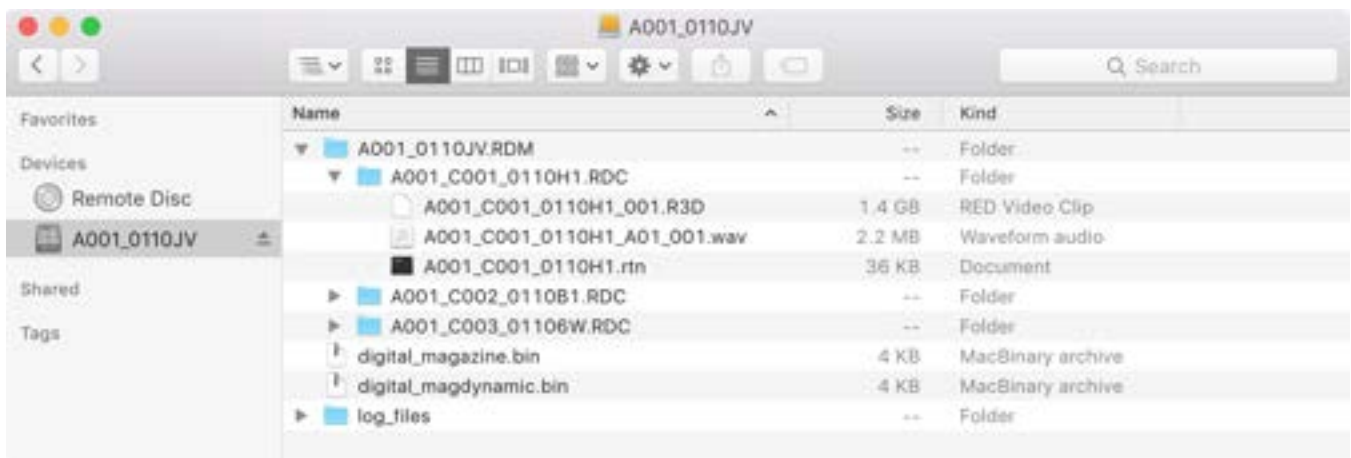 A001_0110JV
Search
Favorites
Devices
Remote Disc
A001_0110JV
Shared
Tags
Name Size Kind
A001_0110JV.RDM -- Folder
A001_C001_0110H1.RDC -- Folder
A001_C001_0110H1_001.R3D 1.4 GB RED Video Clip
A001_C001_0110H1_A01_001.wav 2.2 MB Waveform audio
A001_C001_0110H1.rtn 36 KB Document
A001_C002_0110B1.RDC -- Folder
A001_C003_01106W.RDC -- Folder
digital_magazine.bin 4 KB MacBinary archive
digital_magdynamic.bin 4 KB MacBinary archive
log_files -- Folder